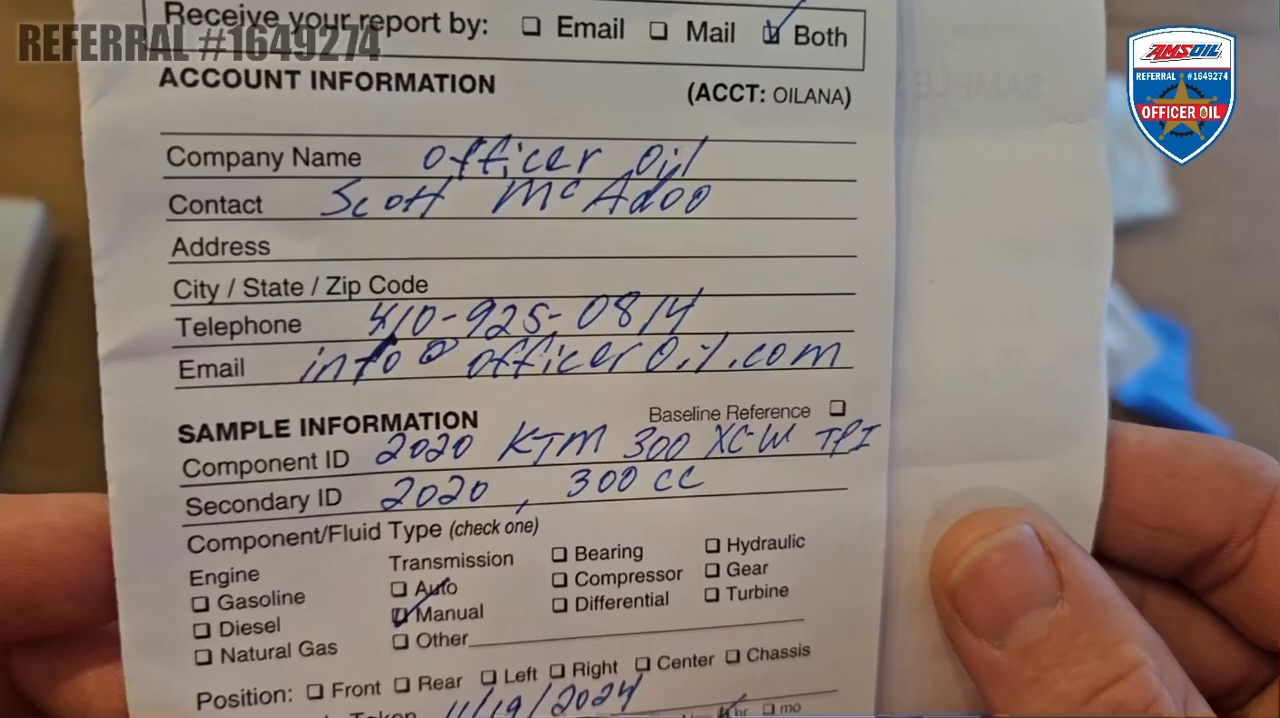 REFERRAL #1649274
Receive your report by: Email Mail Both
AMSOIL
REFERRAL #1649274
OFFICER OIL
ACCOUNT INFORMATION (ACCT: OILANA)
Company Name Officer Oil
Contact Scott McAdoo
Address
City / State / Zip Code
Telephone 410-925-0814
Email info@officeroil.com
SAMPLE INFORMATION Baseline Reference
Component ID 2020 KTM 300 XC-W TPI
Secondary ID 2020, 300cc
Component/Fluid Type (check one)
Engine Transmission Bearing Hydraulic
Gasoline Auto Compressor Gear
Diesel Manual Differential Turbine
Natural Gas Other
Position: Front Rear Left Right Center Chassis
Taken 11/19/2024 hr mo